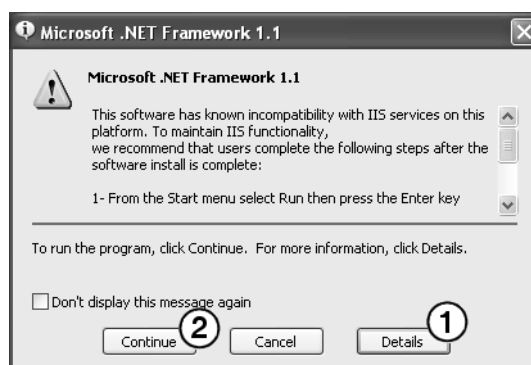 Microsoft .NET Framework 1.1
Microsoft .NET Framework 1.1
This software has known incompatibility with IIS services on this
platform. To maintain IIS functionality,
we recommend that users complete the following steps after the
software install is complete:
1- From the Start menu select Run then press the Enter key
To run the program, click Continue. For more information, click Details.
Don't display this message again
1
2
Continue
Cancel
Details